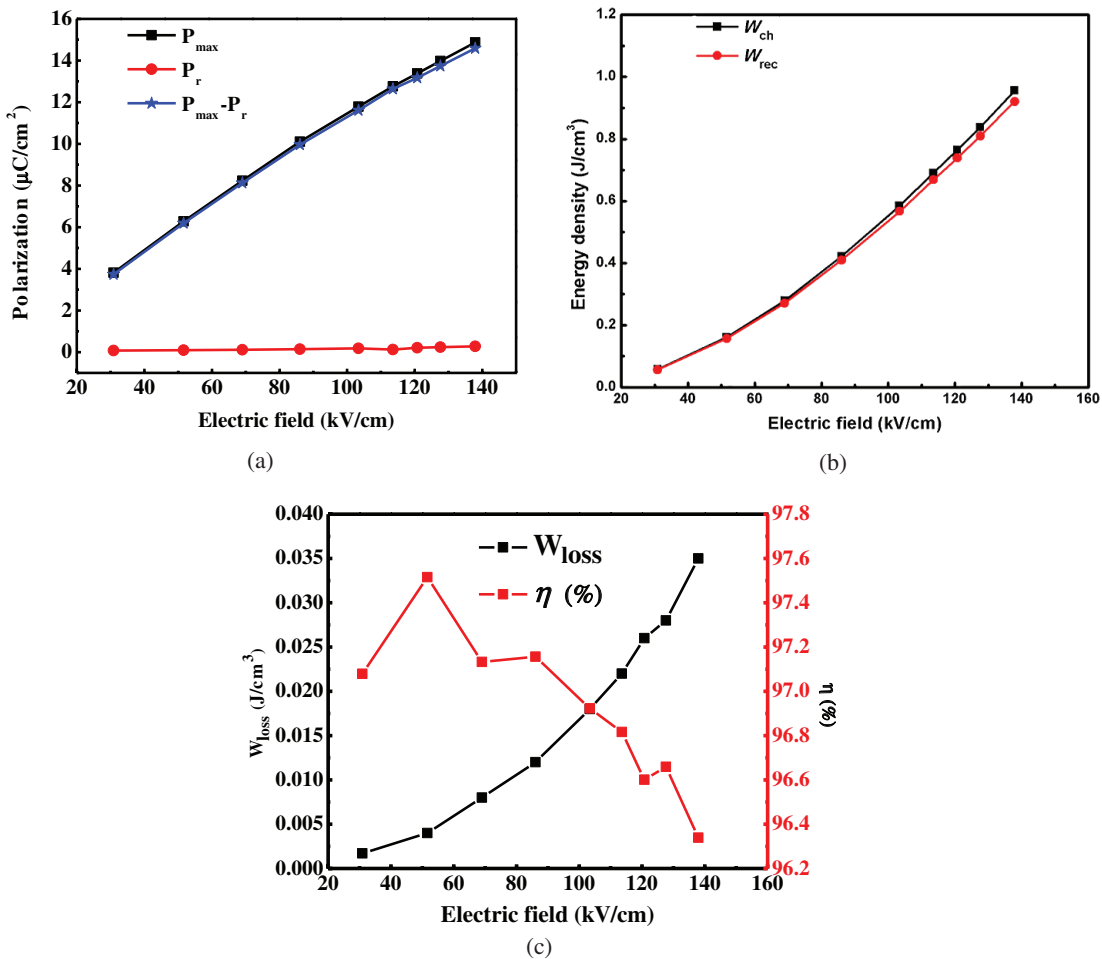 P_max
P_r
P_max-P_r
Polarization (μC/cm²)
16
14
12
10
8
6
4
2
0
20 40 60 80 100 120 140
Electric field (kV/cm)
(a)
W_ch
W_rec
Energy density (J/cm³)
1.2
1.0
0.8
0.6
0.4
0.2
0.0
20 40 60 80 100 120 140 160
Electric field (kV/cm)
(b)
W_loss
η (%)
W_loss (J/cm³)
0.040
0.035
0.030
0.025
0.020
0.015
0.010
0.005
0.000
97.8
97.6
97.4
97.2
97.0
96.8
96.6
96.4
96.2
η (%)
20 40 60 80 100 120 140 160
Electric field (kV/cm)
(c)